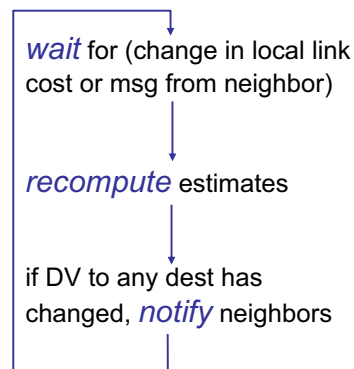 wait for (change in local link
cost or msg from neighbor)
recompute estimates
if DV to any dest has
changed, notify neighbors